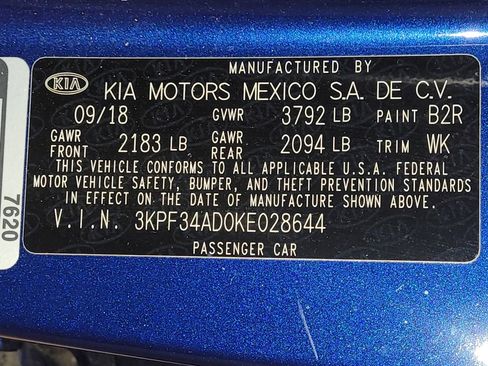 MANUFACTURED BY
KIA KIA MOTORS MEXICO S.A. DE C.V.
09/18 GVWR 3792 LB PAINT B2R
GAWR FRONT 2183 LB GAWR REAR 2094 LB TRIM WK
THIS VEHICLE CONFORMS TO ALL APPLICABLE U.S.A. FEDERAL
MOTOR VEHICLE SAFETY, BUMPER, AND THEFT PREVENTION STANDARDS
IN EFFECT ON THE DATE OF MANUFACTURE SHOWN ABOVE.
V.I.N. 3KPF34AD0KE028644
PASSENGER CAR
7620